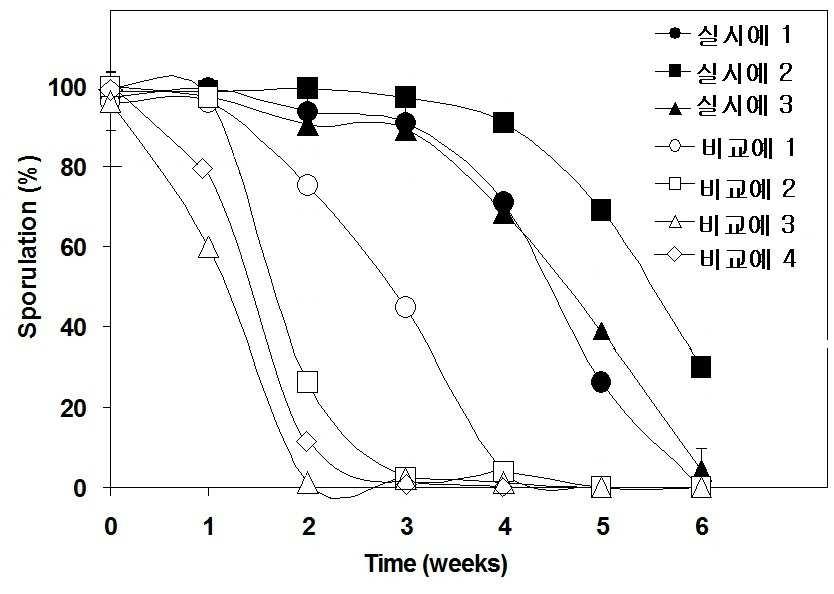 실시예 1
실시예 2
실시예 3
비교예 1
비교예 2
비교예 3
비교예 4
100
80
60
40
20
0
Sporulation (%)
0 1 2 3 4 5 6
Time (weeks)